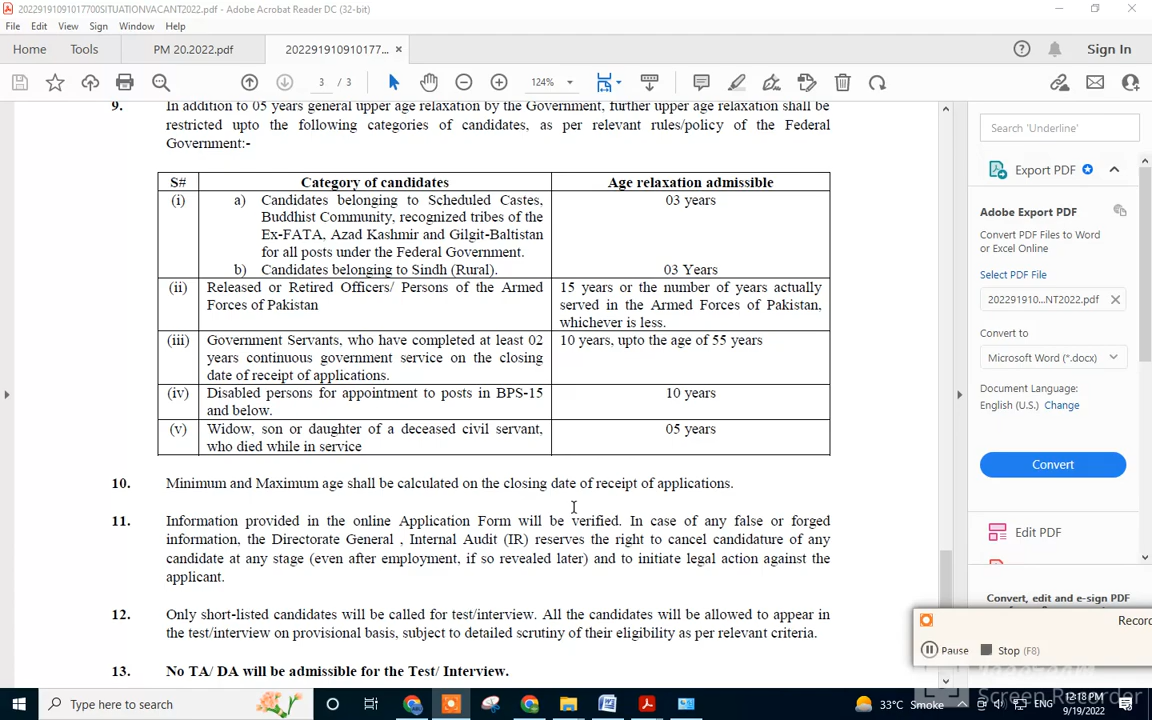 20229191091017700SITUATIONVACANT2022.pdf - Adobe Acrobat Reader DC (32-bit)
File Edit View Sign Window Help
Home Tools PM 20.2022.pdf 202291910910177... × Sign In
3 / 3 124%
9. In addition to 05 years general upper age relaxation by the Government, further upper age relaxation shall be
restricted upto the following categories of candidates, as per relevant rules/policy of the Federal
Government:-
S# Category of candidates Age relaxation admissible
(i) a) Candidates belonging to Scheduled Castes, 03 years
Buddhist Community, recognized tribes of the
Ex-FATA, Azad Kashmir and Gilgit-Baltistan
for all posts under the Federal Government.
b) Candidates belonging to Sindh (Rural). 03 Years
(ii) Released or Retired Officers/ Persons of the Armed 15 years or the number of years actually
Forces of Pakistan served in the Armed Forces of Pakistan,
whichever is less.
(iii) Government Servants, who have completed at least 02 10 years, upto the age of 55 years
years continuous government service on the closing
date of receipt of applications.
(iv) Disabled persons for appointment to posts in BPS-15 10 years
and below.
(v) Widow, son or daughter of a deceased civil servant, 05 years
who died while in service
10. Minimum and Maximum age shall be calculated on the closing date of receipt of applications.
11. Information provided in the online Application Form will be verified. In case of any false or forged
information, the Directorate General , Internal Audit (IR) reserves the right to cancel candidature of any
candidate at any stage (even after employment, if so revealed later) and to initiate legal action against the
applicant.
12. Only short-listed candidates will be called for test/interview. All the candidates will be allowed to appear in
the test/interview on provisional basis, subject to detailed scrutiny of their eligibility as per relevant criteria.
13. No TA/ DA will be admissible for the Test/ Interview.
Search 'Underline'
Export PDF
Adobe Export PDF
Convert PDF Files to Word
or Excel Online
Select PDF File
202291910...NT2022.pdf
Convert to
Microsoft Word (*.docx)
Document Language:
English (U.S.) Change
Convert
Edit PDF
Convert, edit and e-sign PDF
Recor
Pause Stop (F8)
Screen Recorder
Type here to search
33°C Smoke ENG 12:18 PM
9/19/2022